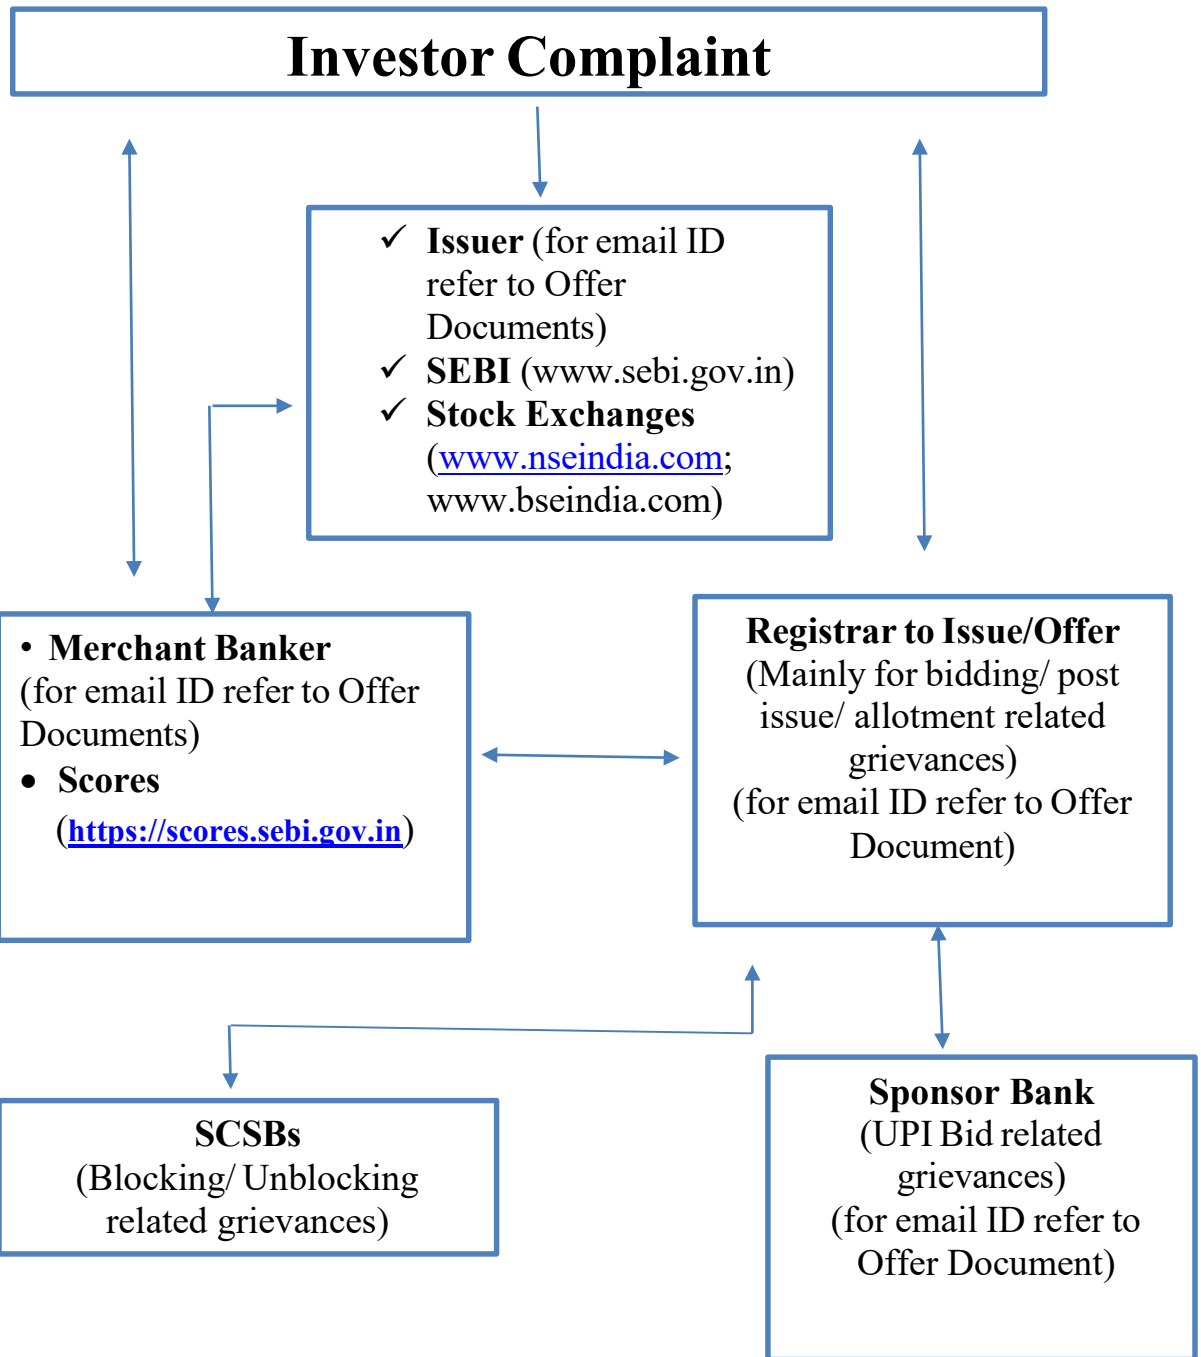 Investor Complaint
✓ Issuer (for email ID
refer to Offer
Documents)
✓ SEBI (www.sebi.gov.in)
✓ Stock Exchanges
(www.nseindia.com;
www.bseindia.com)
• Merchant Banker
(for email ID refer to Offer
Documents)
• Scores
(https://scores.sebi.gov.in)
Registrar to Issue/Offer
(Mainly for bidding/ post
issue/ allotment related
grievances)
(for email ID refer to Offer
Document)
SCSBs
(Blocking/ Unblocking
related grievances)
Sponsor Bank
(UPI Bid related
grievances)
(for email ID refer to
Offer Document)